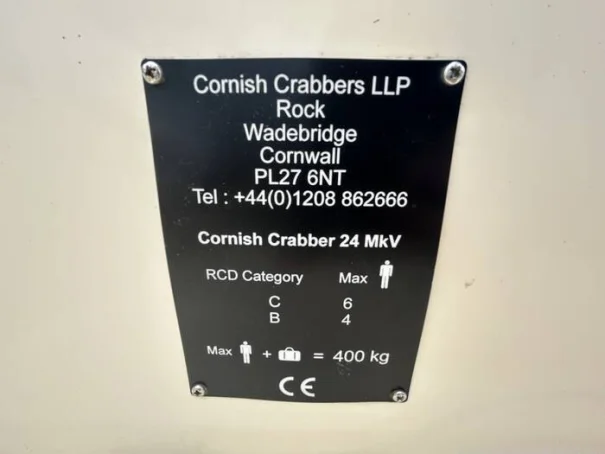 Cornish Crabbers LLP
Rock
Wadebridge
Cornwall
PL27 6NT
Tel : +44(0)1208 862666
Cornish Crabber 24 MkV
RCD Category Max
C 6
B 4
Max + = 400 kg
CE